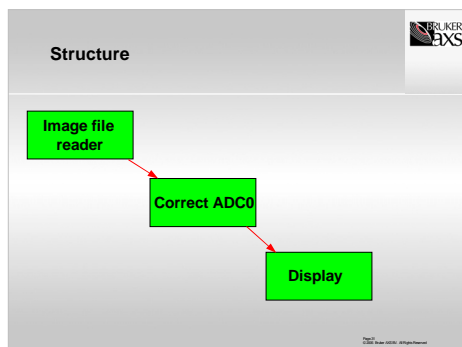 BRUKER
axs
Structure
Image file
reader
Correct ADC0
Display